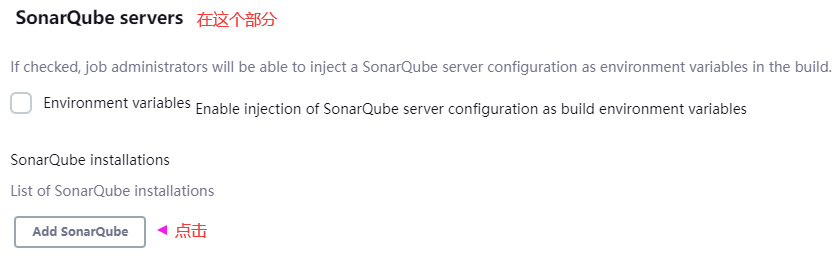 SonarQube servers 在这个部分
If checked, job administrators will be able to inject a SonarQube server configuration as environment variables in the build.
Environment variables Enable injection of SonarQube server configuration as build environment variables
SonarQube installations
List of SonarQube installations
Add SonarQube 点击